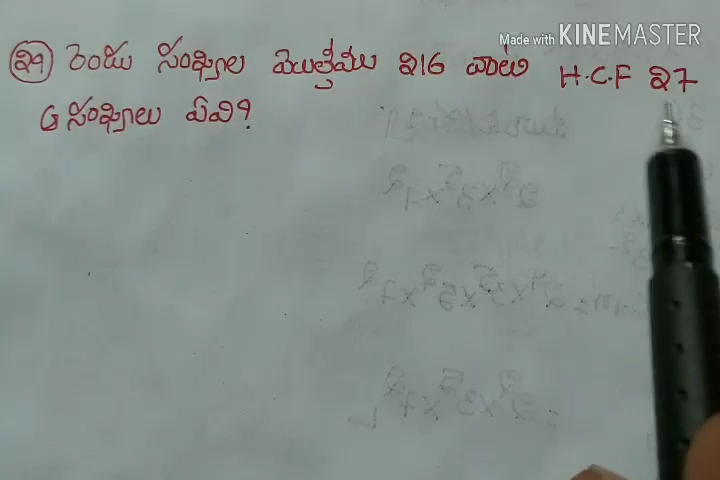 Made with KINEMASTER
29 రెండు సంఖ్యల మొత్తము 216 వాటి H.C.F 27
ఆ సంఖ్యలు ఏవి?